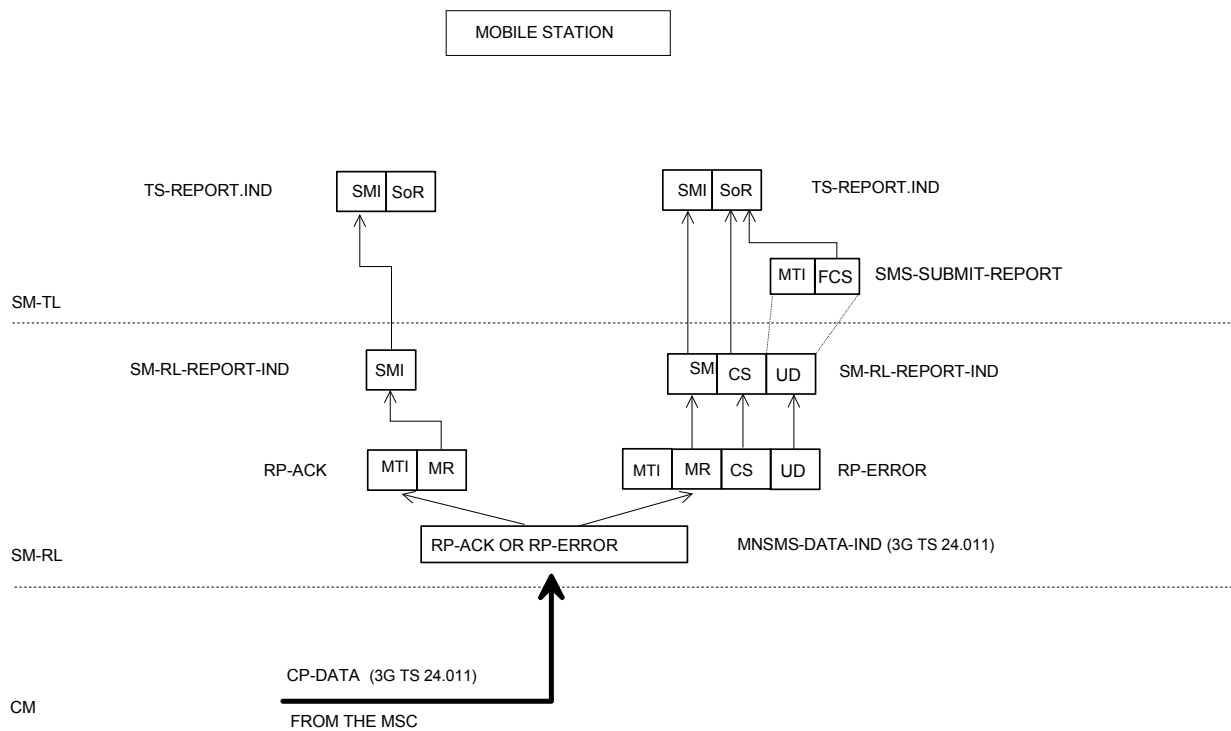 MOBILE STATION
TS-REPORT.IND SMI SoR SMI SoR TS-REPORT.IND
MTI FCS SMS-SUBMIT-REPORT
SM-TL
SM-RL-REPORT-IND SMI SMI CS UD SM-RL-REPORT-IND
RP-ACK MTI MR MTI MR CS UD RP-ERROR
SM-RL RP-ACK OR RP-ERROR MNSMS-DATA-IND (3G TS 24.011)
CP-DATA (3G TS 24.011)
CM
FROM THE MSC